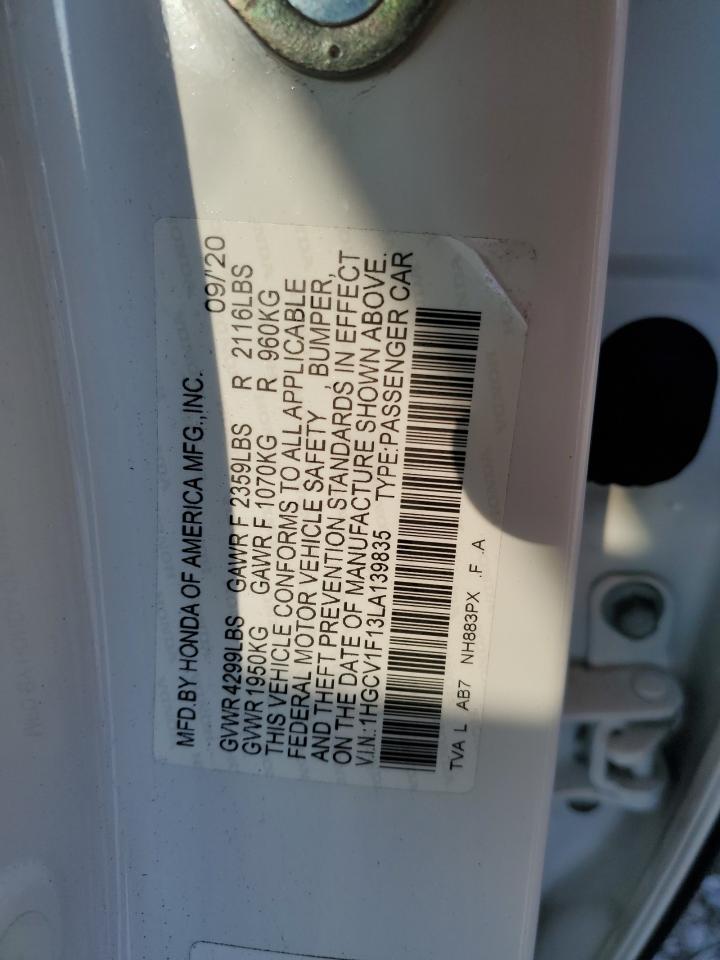 MFD.BY HONDA OF AMERICA MFG.,INC. 09/'20
GVWR 4299LBS GAWR F 2359LBS R 2116LBS
GVWR 1950KG GAWR F 1070KG R 960KG
THIS VEHICLE CONFORMS TO ALL APPLICABLE
FEDERAL MOTOR VEHICLE SAFETY BUMPER,
AND THEFT PREVENTION STANDARDS, IN EFFECT
ON THE DATE OF MANUFACTURE SHOWN ABOVE.
V.I.N.:1HGCV1F13LA139835 TYPE:PASSENGER CAR
TVA L AB7 NH883PX .F .A